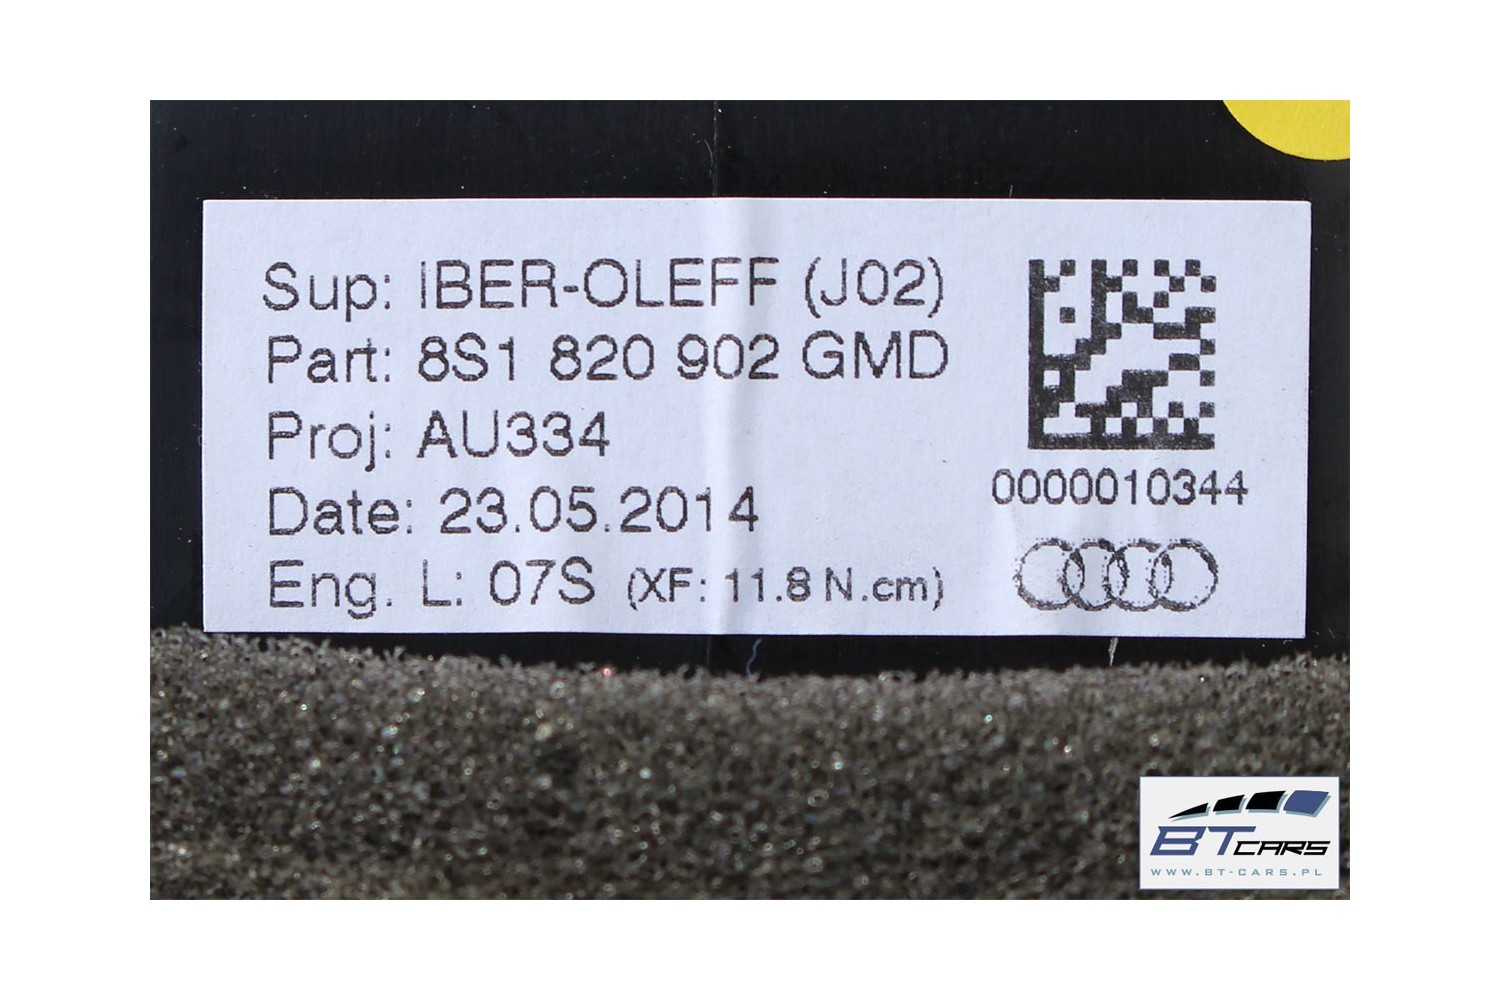 Sup: IBER-OLEFF (J02)
Part: 8S1 820 902 GMD
Proj: AU334
Date: 23.05.2014
Eng. L: 07S (XF: 11.8 N.cm)
0000010344
BT CARS
WWW.BT-CARS.PL